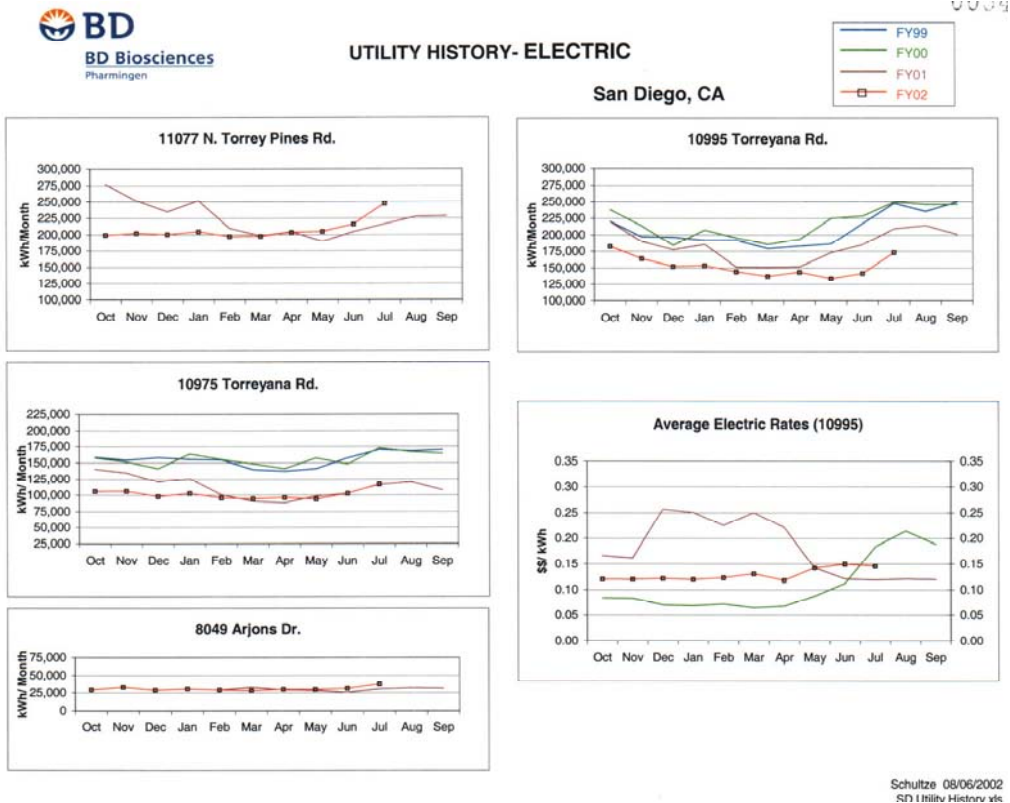 BD
BD Biosciences
Pharmingen
UTILITY HISTORY- ELECTRIC
San Diego, CA
FY99
FY00
FY01
FY02
11077 N. Torrey Pines Rd.
kWh/Month
300,000
275,000
250,000
225,000
200,000
175,000
150,000
125,000
100,000
Oct Nov Dec Jan Feb Mar Apr May Jun Jul Aug Sep
10995 Torreyana Rd.
kWh/Month
300,000
275,000
250,000
225,000
200,000
175,000
150,000
125,000
100,000
Oct Nov Dec Jan Feb Mar Apr May Jun Jul Aug Sep
10975 Torreyana Rd.
kWh/ Month
225,000
200,000
175,000
150,000
125,000
100,000
75,000
50,000
25,000
Oct Nov Dec Jan Feb Mar Apr May Jun Jul Aug Sep
Average Electric Rates (10995)
$$/ kWh
0.35 0.35
0.30 0.30
0.25 0.25
0.20 0.20
0.15 0.15
0.10 0.10
0.05 0.05
0.00 0.00
Oct Nov Dec Jan Feb Mar Apr May Jun Jul Aug Sep
8049 Arjons Dr.
kWh/ Month
75,000
50,000
25,000
0
Oct Nov Dec Jan Feb Mar Apr May Jun Jul Aug Sep
Schultze 08/06/2002
SD Utility History.xls